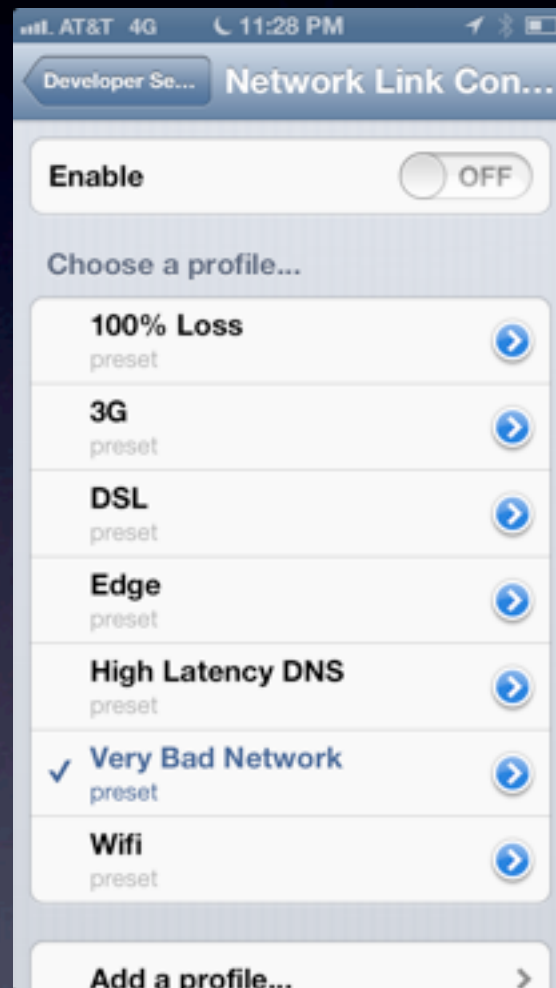 AT&T 4G 11:28 PM
Developer Se... Network Link Con...
Enable OFF
Choose a profile...
100% Loss
preset
3G
preset
DSL
preset
Edge
preset
High Latency DNS
preset
Very Bad Network
preset
Wifi
preset
Add a profile...